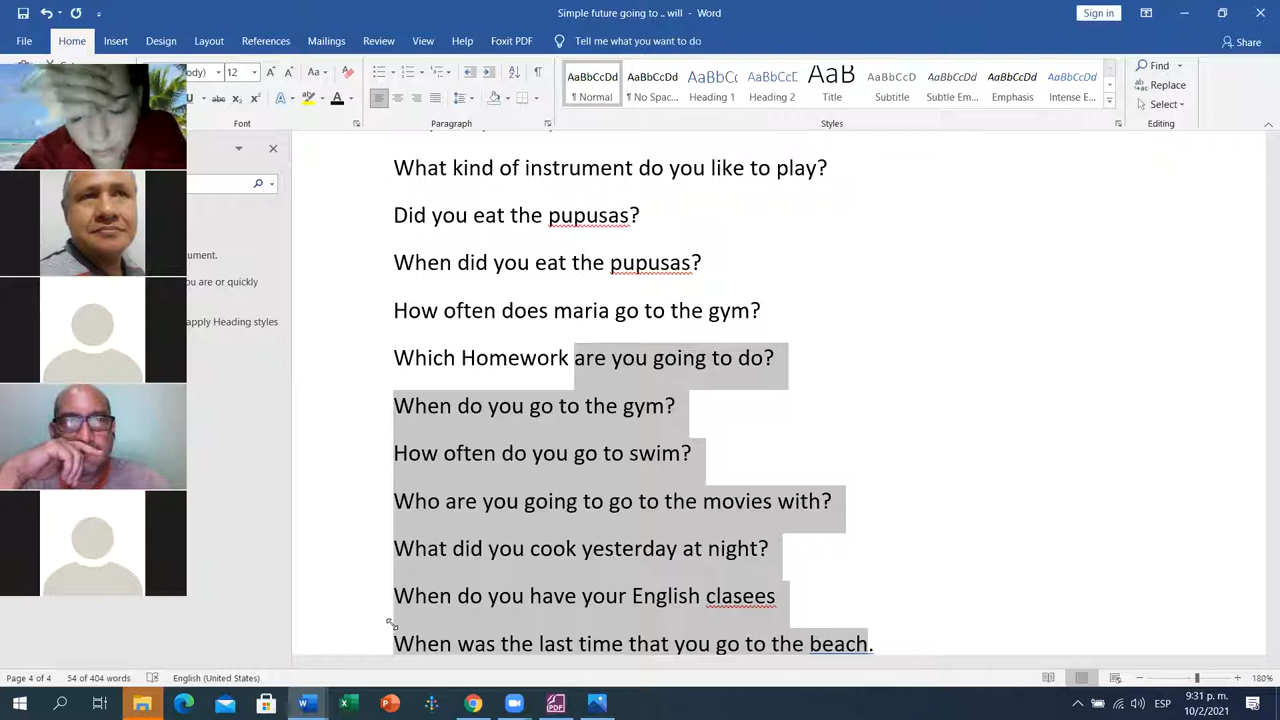 Simple future going to .. will - Word
Sign in
File Home Insert Design Layout References Mailings Review View Help Foxit PDF Tell me what you want to do Share
12 Aa
Font Paragraph Styles Editing
AaBbCcDd AaBbCcDd AaBbC AaBbCcD AaB AaBbCcD AaBbCcDd AaBbCcDd AaBbCcDd
¶ Normal ¶ No Spac... Heading 1 Heading 2 Title Subtitle Subtle Em... Emphasis Intense E...
Find
Replace
Select
ument.
ou are or quickly
apply Heading styles
What kind of instrument do you like to play?
Did you eat the pupusas?
When did you eat the pupusas?
How often does maria go to the gym?
Which Homework are you going to do?
When do you go to the gym?
How often do you go to swim?
Who are you going to go to the movies with?
What did you cook yesterday at night?
When do you have your English clasees
When was the last time that you go to the beach.
Page 4 of 4 54 of 404 words English (United States) 180%
ESP 9:31 p. m.
10/2/2021